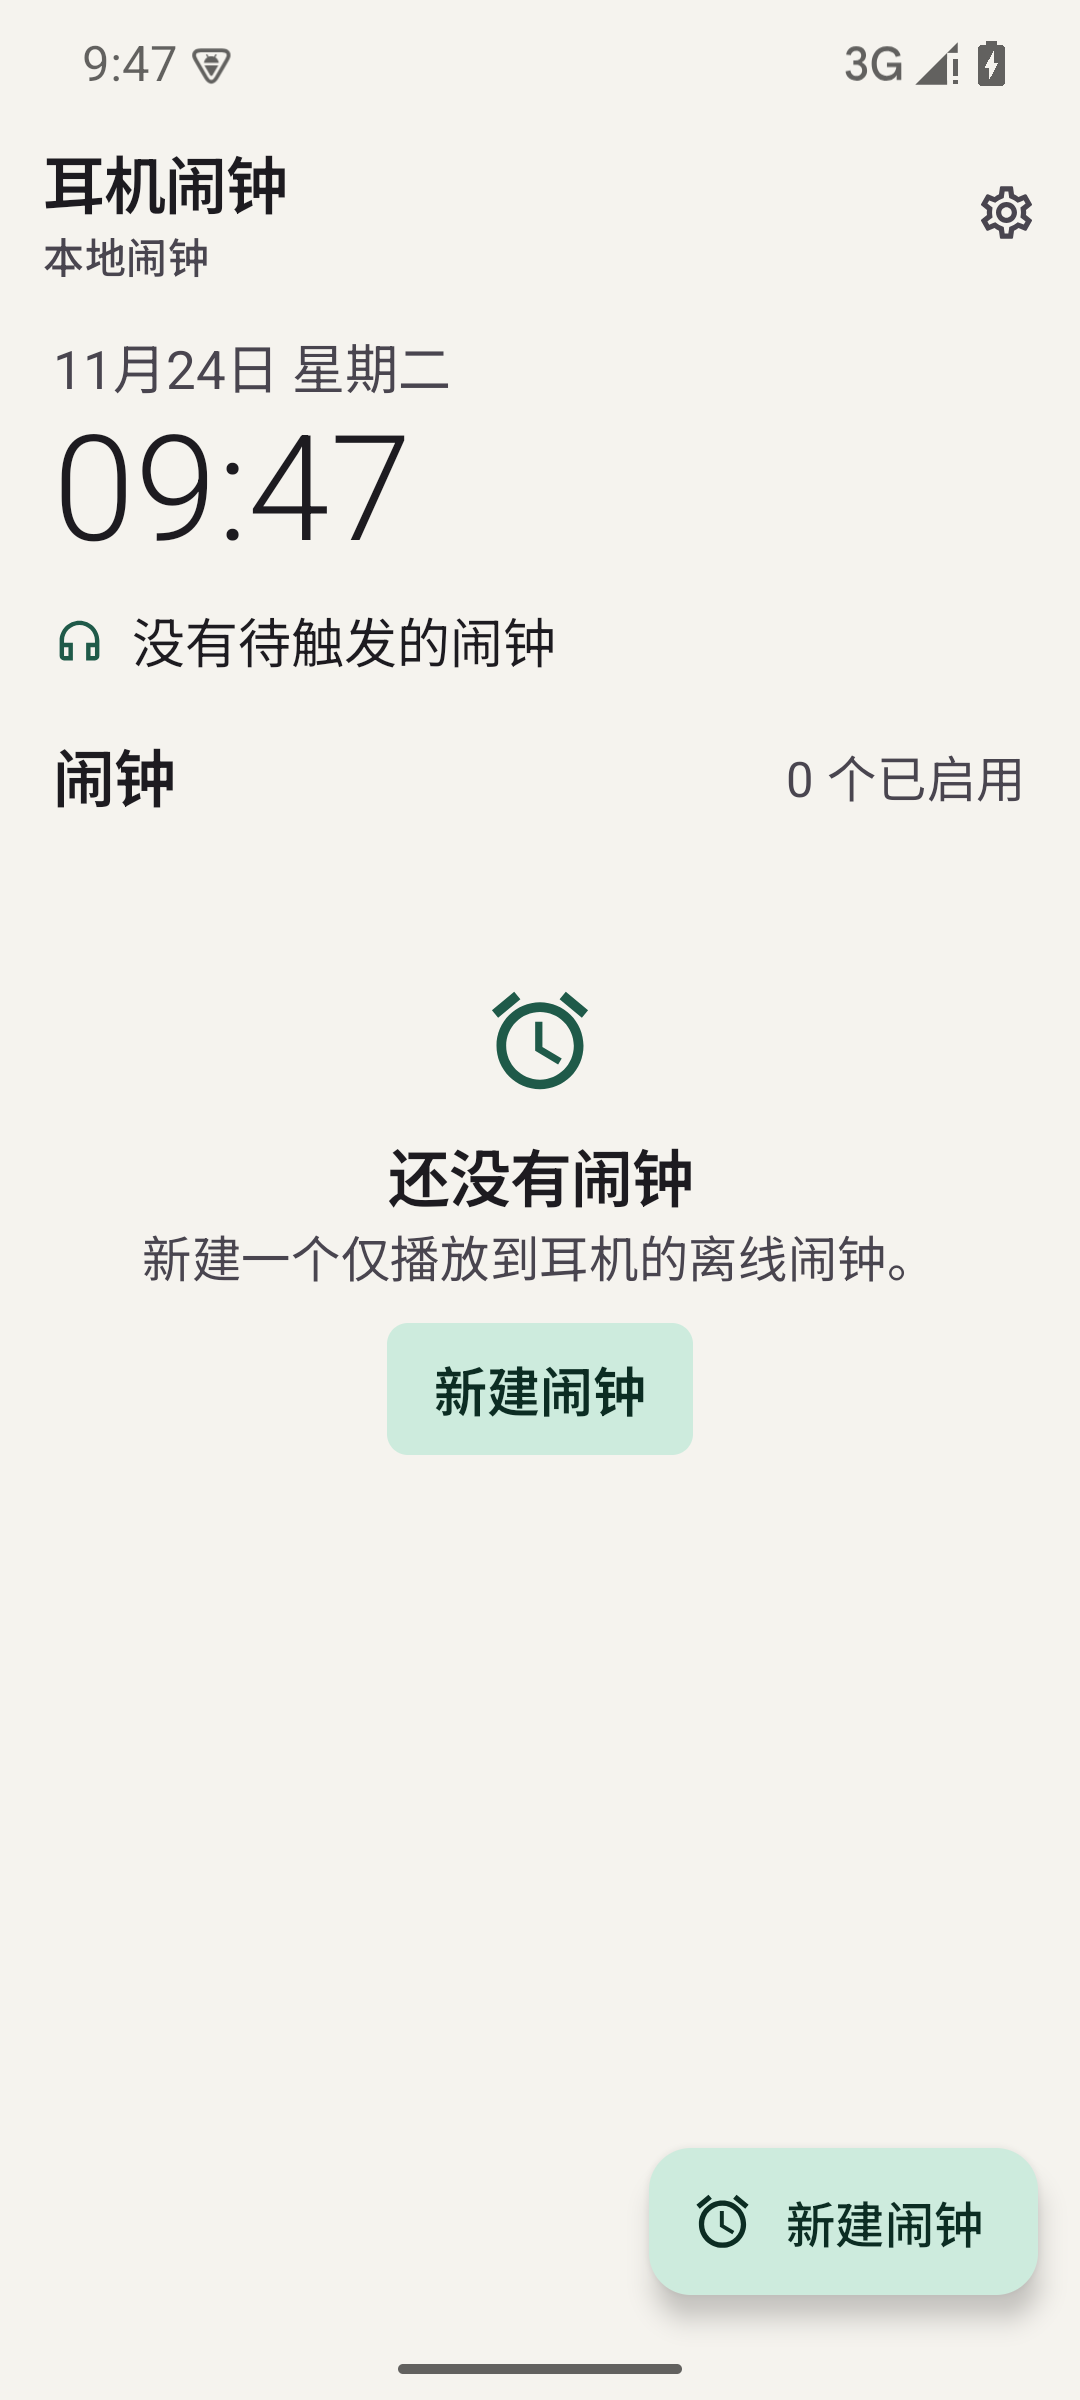 9:47
3G
耳机闹钟
本地闹钟
11月24日 星期二
09:47
没有待触发的闹钟
闹钟
0 个已启用
还没有闹钟
新建一个仅播放到耳机的离线闹钟。
新建闹钟
新建闹钟